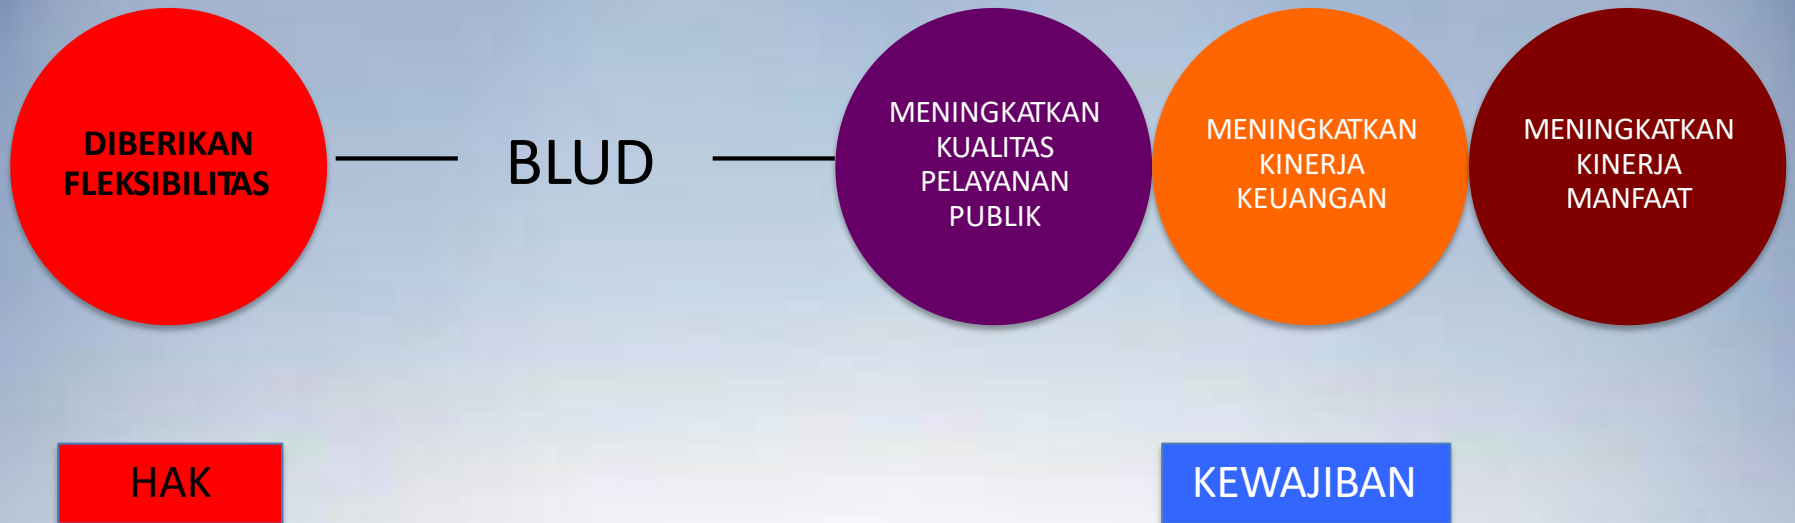 DIBERIKAN
FLEKSIBILITAS
BLUD
MENINGKATKAN
KUALITAS
PELAYANAN
PUBLIK
MENINGKATKAN
KINERJA
KEUANGAN
MENINGKATKAN
KINERJA
MANFAAT
HAK
KEWAJIBAN